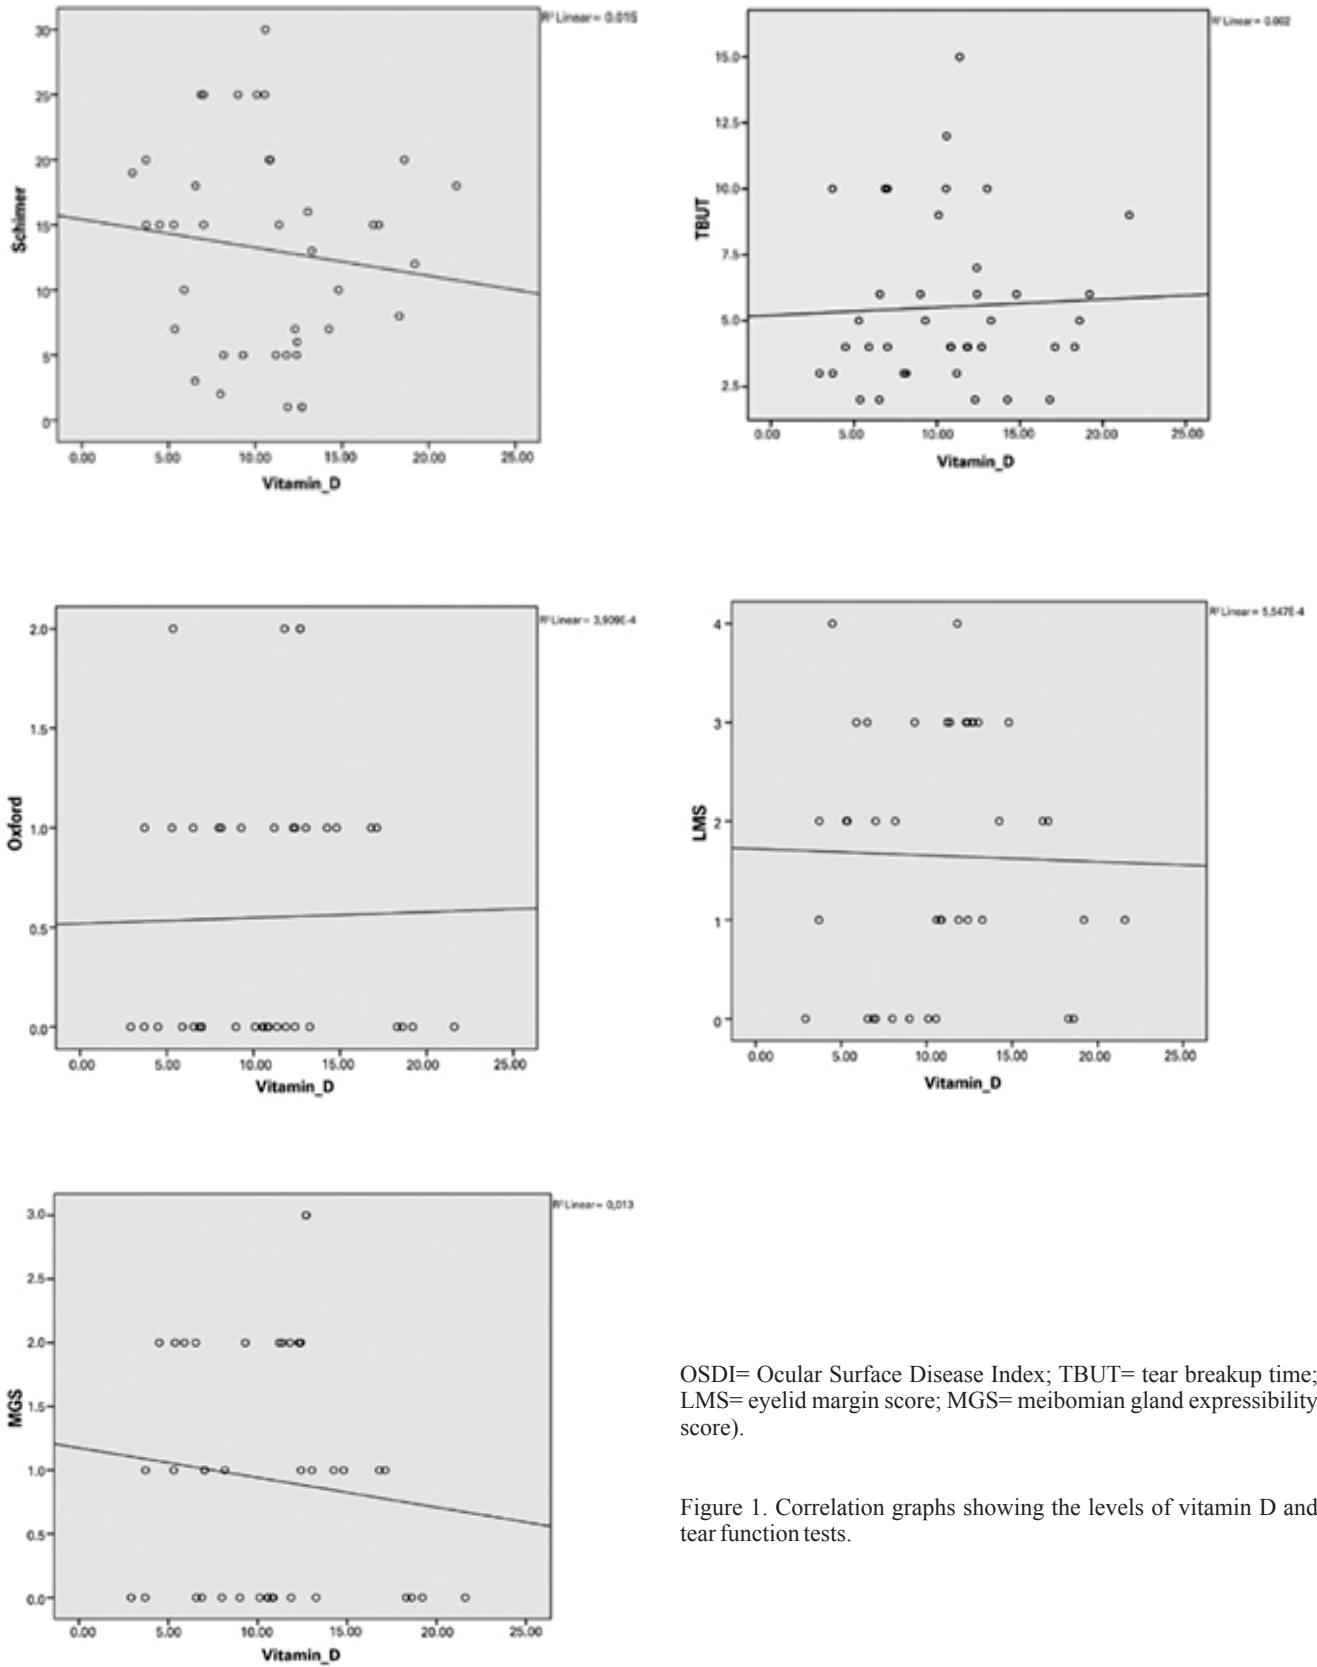 R² Linear = 0.015
30
25
20
15
10
5
0
Schirmer
0.00 5.00 10.00 15.00 20.00 25.00
Vitamin_D
R² Linear = 0.002
15.0
12.5
10.0
7.5
5.0
2.5
TBUT
0.00 5.00 10.00 15.00 20.00 25.00
Vitamin_D
R² Linear = 3,909E-4
2.0
1.5
1.0
0.5
0.0
Oxford
0.00 5.00 10.00 15.00 20.00 25.00
Vitamin_D
R² Linear = 5,547E-4
4
3
2
1
0
LMS
0.00 5.00 10.00 15.00 20.00 25.00
Vitamin_D
R² Linear = 0,013
3.0
2.5
2.0
1.5
1.0
0.5
0.0
MGS
0.00 5.00 10.00 15.00 20.00 25.00
Vitamin_D
OSDI= Ocular Surface Disease Index; TBUT= tear breakup time;
LMS= eyelid margin score; MGS= meibomian gland expressibility
score).
Figure 1. Correlation graphs showing the levels of vitamin D and
tear function tests.